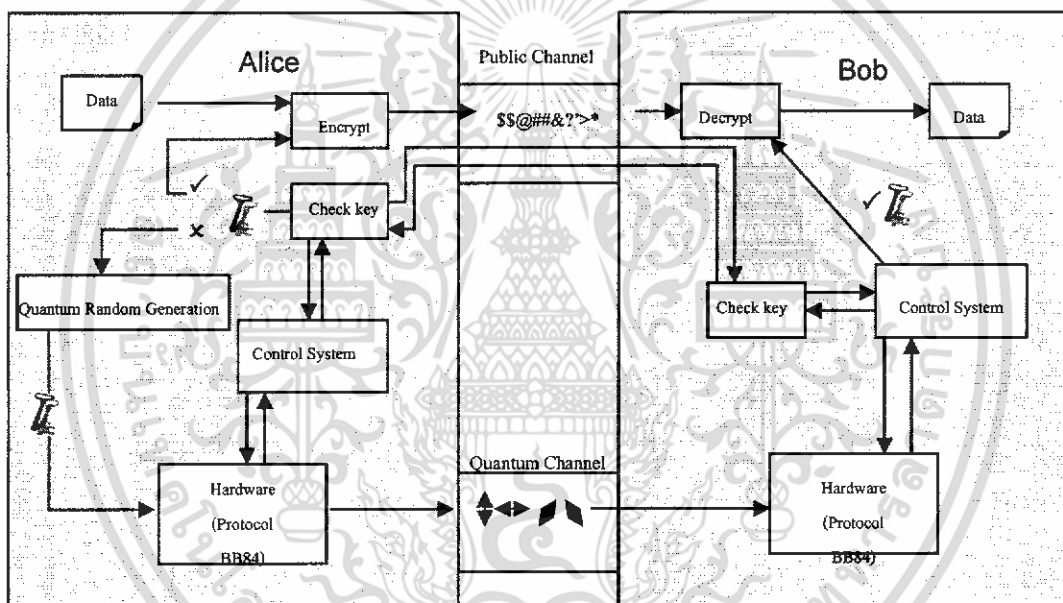 Alice
Public Channel
Bob
Data
Encrypt
$$@##&?'>*
Decrypt
Data
✓
Check key
✓
×
Quantum Random Generation
Check key
Control System
Control System
Quantum Channel
Hardware
(Protocol
BB84)
Hardware
(Protocol
BB84)